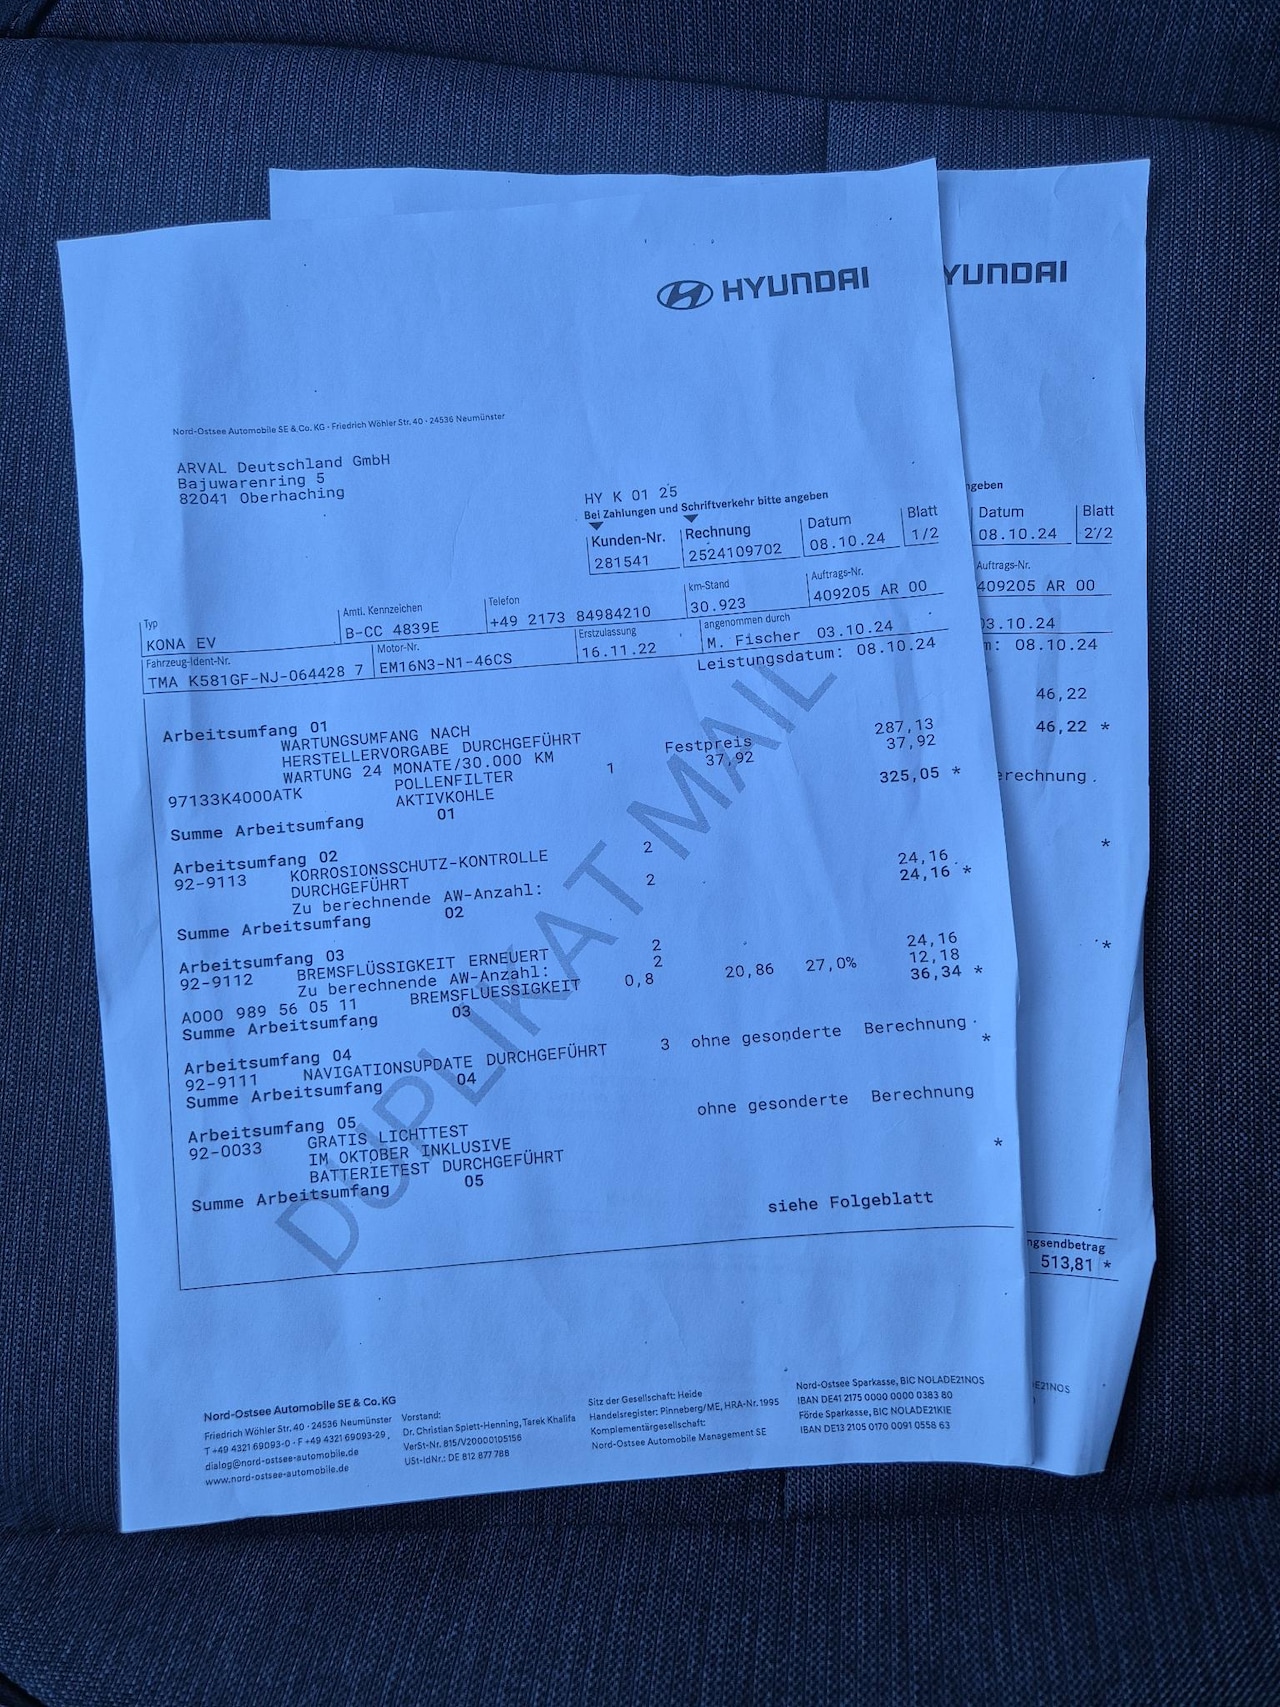 HYUNDAI
Nord-Ostsee Automobile SE & Co. KG · Friedrich Wöhler Str. 40 · 24536 Neumünster
ARVAL Deutschland GmbH
Bajuwarenring 5
82041 Oberhaching
HY K 01 25
Bei Zahlungen und Schriftverkehr bitte angeben
Kunden-Nr. Rechnung Datum Blatt
281541 2524109702 08.10.24 1/2
Typ Amtl. Kennzeichen Telefon km-Stand Auftrags-Nr.
KONA EV B-CC 4839E +49 2173 84984210 30.923 409205 AR 00
Fahrzeug-Ident-Nr. Motor-Nr. Erstzulassung angenommen durch
TMA K581GF-NJ-064428 7 EM16N3-N1-46CS 16.11.22 M. Fischer 03.10.24
Leistungsdatum: 08.10.24
Arbeitsumfang 01
WARTUNGSUMFANG NACH
HERSTELLERVORGABE DURCHGEFÜHRT
WARTUNG 24 MONATE/30.000 KM Festpreis 287,13
97133K4000ATK POLLENFILTER 1 37,92 37,92
AKTIVKOHLE
Summe Arbeitsumfang 01 325,05 *
Arbeitsumfang 02
92-9113 KORROSIONSSCHUTZ-KONTROLLE 2
DURCHGEFÜHRT
Zu berechnende AW-Anzahl: 2 24,16
Summe Arbeitsumfang 02 24,16 *
Arbeitsumfang 03
92-9112 BREMSFLÜSSIGKEIT ERNEUERT 2
Zu berechnende AW-Anzahl: 2 24,16
A000 989 56 05 11 BREMSFLUESSIGKEIT 0,8 20,86 27,0% 12,18
Summe Arbeitsumfang 03 36,34 *
Arbeitsumfang 04
92-9111 NAVIGATIONSUPDATE DURCHGEFÜHRT 3 ohne gesonderte Berechnung
Summe Arbeitsumfang 04 *
Arbeitsumfang 05
92-0033 GRATIS LICHTTEST ohne gesonderte Berechnung
IM OKTOBER INKLUSIVE
BATTERIETEST DURCHGEFÜHRT
Summe Arbeitsumfang 05 *
siehe Folgeblatt
DUPLIKAT MAIL
Nord-Ostsee Automobile SE & Co. KG
Friedrich Wöhler Str. 40 · 24536 Neumünster
T +49 4321 69093-0 · F +49 4321 69093-29
dialog@nord-ostsee-automobile.de
www.nord-ostsee-automobile.de
Vorstand:
Dr. Christian Splett-Henning, Tarek Khalifa
VerSt-Nr. 815/V20000105156
USt-IdNr.: DE 812 877 788
Sitz der Gesellschaft: Heide
Handelsregister: Pinneberg/ME, HRA-Nr. 1995
Komplementärgesellschaft:
Nord-Ostsee Automobile Management SE
Nord-Ostsee Sparkasse, BIC NOLADE21NOS
IBAN DE41 2175 0000 0000 0383 80
Förde Sparkasse, BIC NOLADE21KIE
IBAN DE13 2105 0170 0091 0558 63
YUNDAI
ngeben
Datum Blatt
08.10.24 2/2
Auftrags-Nr.
409205 AR 00
03.10.24
m: 08.10.24
46,22
46,22 *
erechnung
*
*
ngsendbetrag
513,81 *
E21NOS